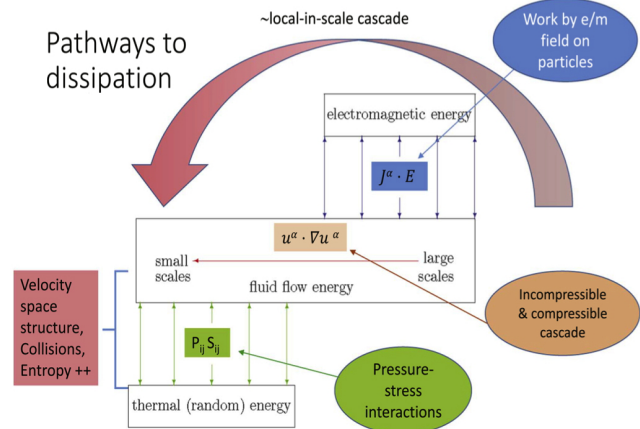 ~local-in-scale cascade
Pathways to
dissipation
Work by e/m
field on
particles
electromagnetic energy
J^α · E
u^α · ∇u^α
small
scales
large
scales
fluid flow energy
Velocity
space
structure,
Collisions,
Entropy ++
Incompressible
& compressible
cascade
P_ij S_ij
Pressure-
stress
interactions
thermal (random) energy